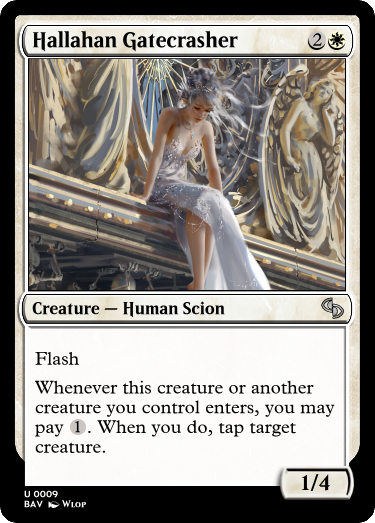 Hallahan Gatecrasher 2
Creature — Human Scion
Flash
Whenever this creature or another
creature you control enters, you may
pay 1. When you do, tap target
creature.
1/4
U 0009
BAV Wlop